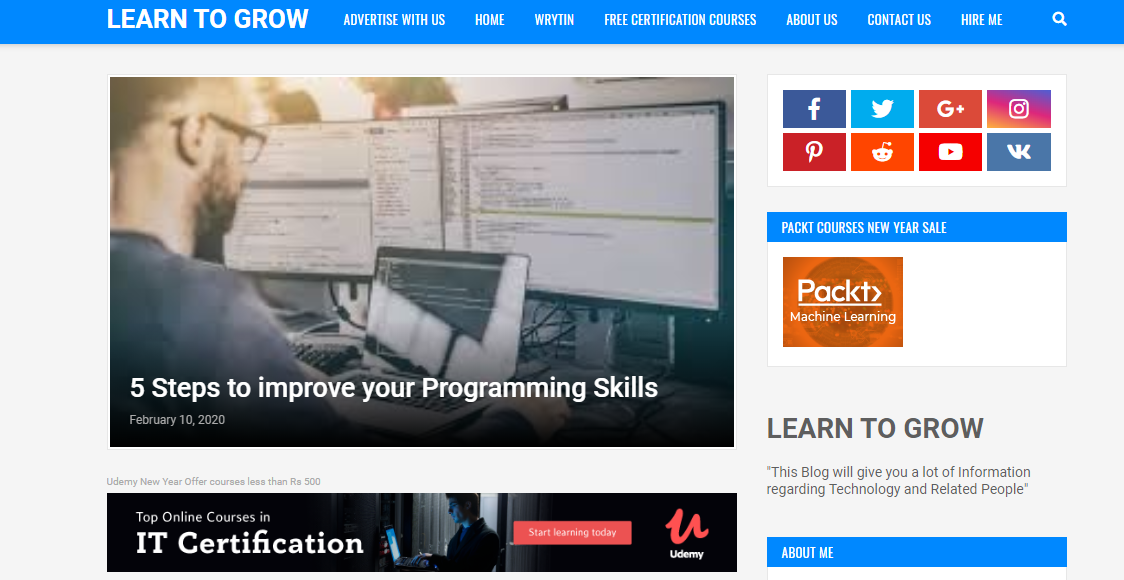 LEARN TO GROW
ADVERTISE WITH US
HOME
WRYTIN
FREE CERTIFICATION COURSES
ABOUT US
CONTACT US
HIRE ME
5 Steps to improve your Programming Skills
February 10, 2020
Udemy New Year Offer courses less than Rs 500
Top Online Courses in
IT Certification
Start learning today
Udemy
G+
PACKT COURSES NEW YEAR SALE
Packt>
Machine Learning
LEARN TO GROW
"This Blog will give you a lot of Information
regarding Technology and Related People"
ABOUT ME